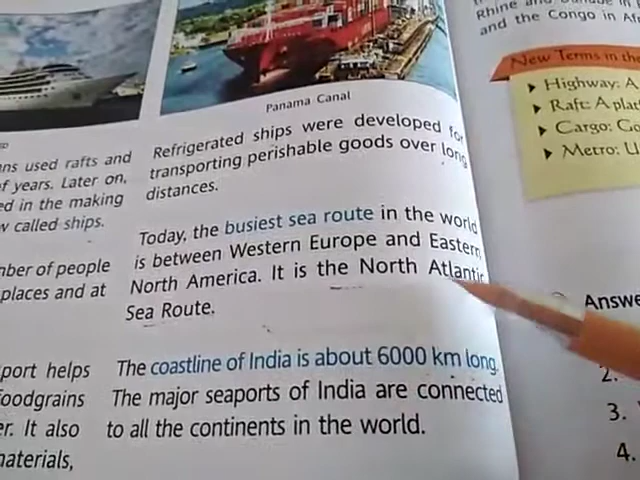 Panama Canal
ns used rafts and
of years. Later on,
ed in the making
w called ships.
mber of people
places and at
port helps
foodgrains
er. It also
materials,
Refrigerated ships were developed for
transporting perishable goods over long
distances.
Today, the busiest sea route in the world
is between Western Europe and Eastern
North America. It is the North Atlantic
Sea Route.
The coastline of India is about 6000 km long.
The major seaports of India are connected
to all the continents in the world.
Rhine and
and the Congo in Af
New Terms in the
Highway: A
Raft: A plat
Cargo: Go
Metro: U
Answe
2.
3.
4.